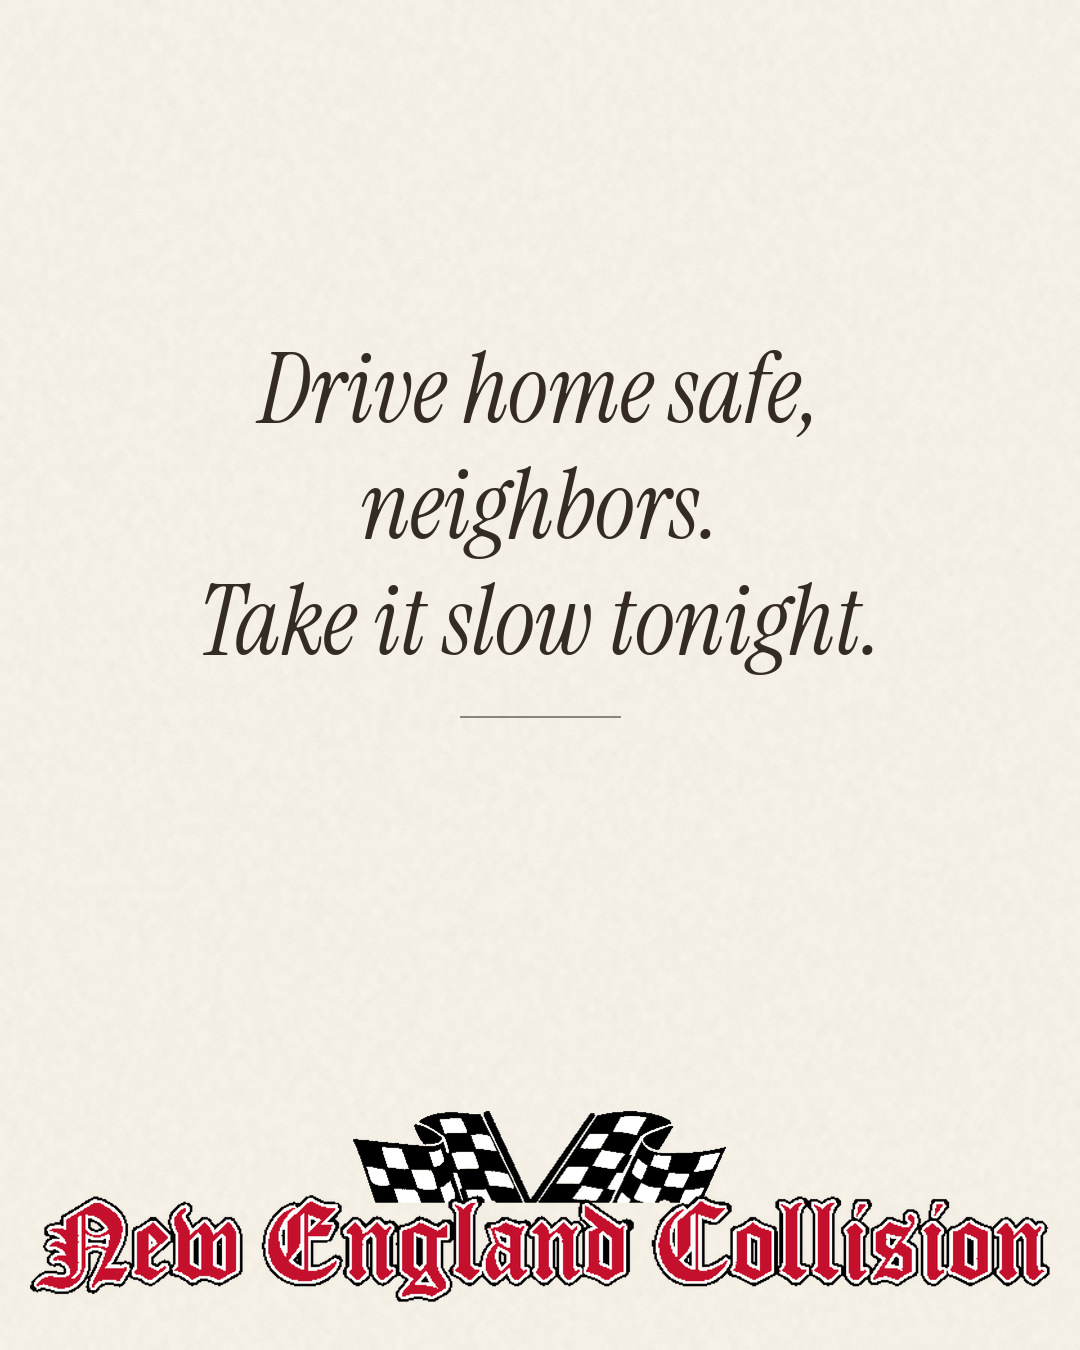 Drive home safe,
neighbors.
Take it slow tonight.
New England Collision